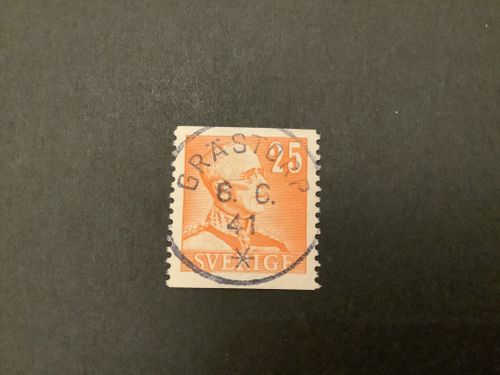 GRÄSTORP
25
6. 6.
41
SVERIGE